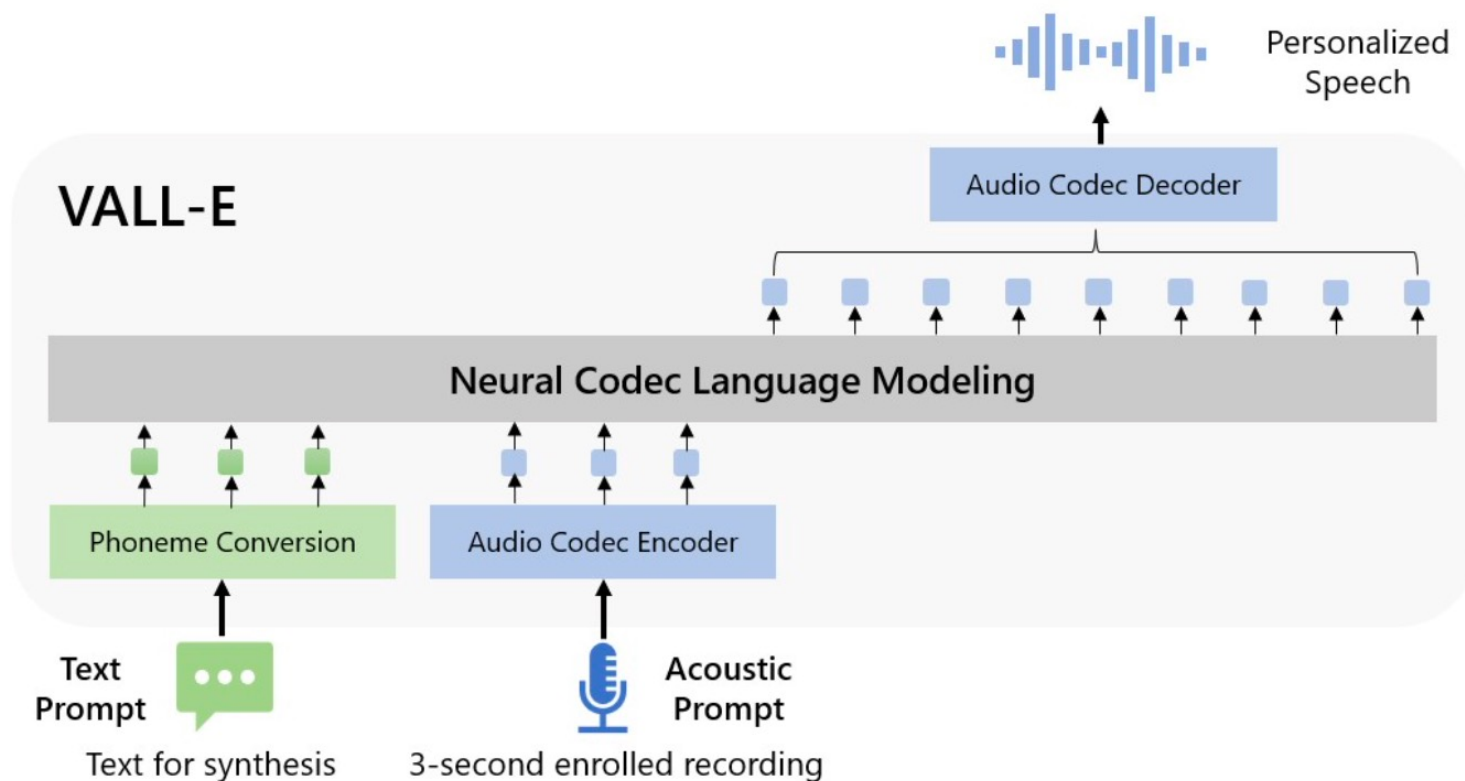 Personalized
Speech
Audio Codec Decoder
VALL-E
Neural Codec Language Modeling
Phoneme Conversion
Audio Codec Encoder
Text
Prompt
Acoustic
Prompt
Text for synthesis
3-second enrolled recording